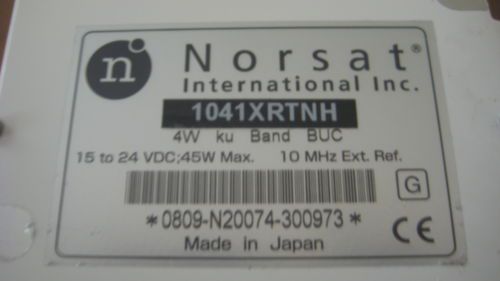 n Norsat®
International Inc.
1041XRTNH
4W ku Band BUC
15 to 24 VDC;45W Max. 10 MHz Ext. Ref.
G
*0809-N20074-300973*
Made in Japan CE